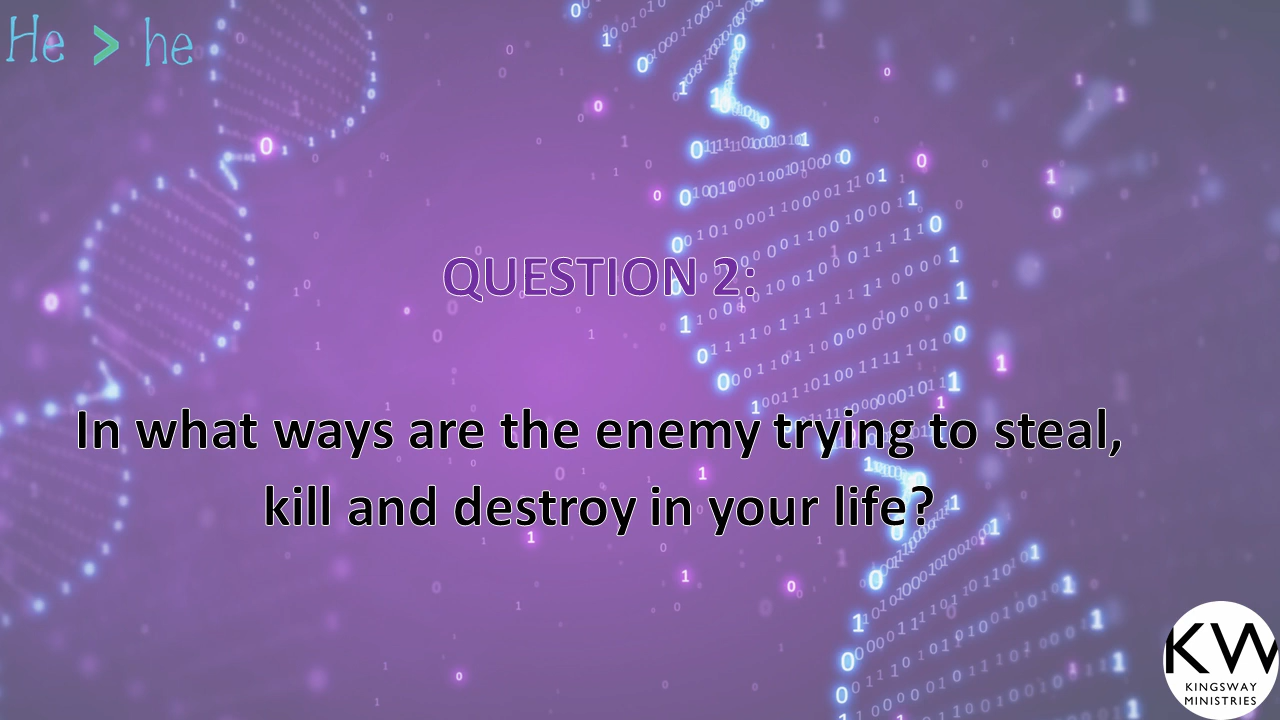 He > he
QUESTION 2:
In what ways are the enemy trying to steal,
kill and destroy in your life?
KW
KINGSWAY
MINISTRIES